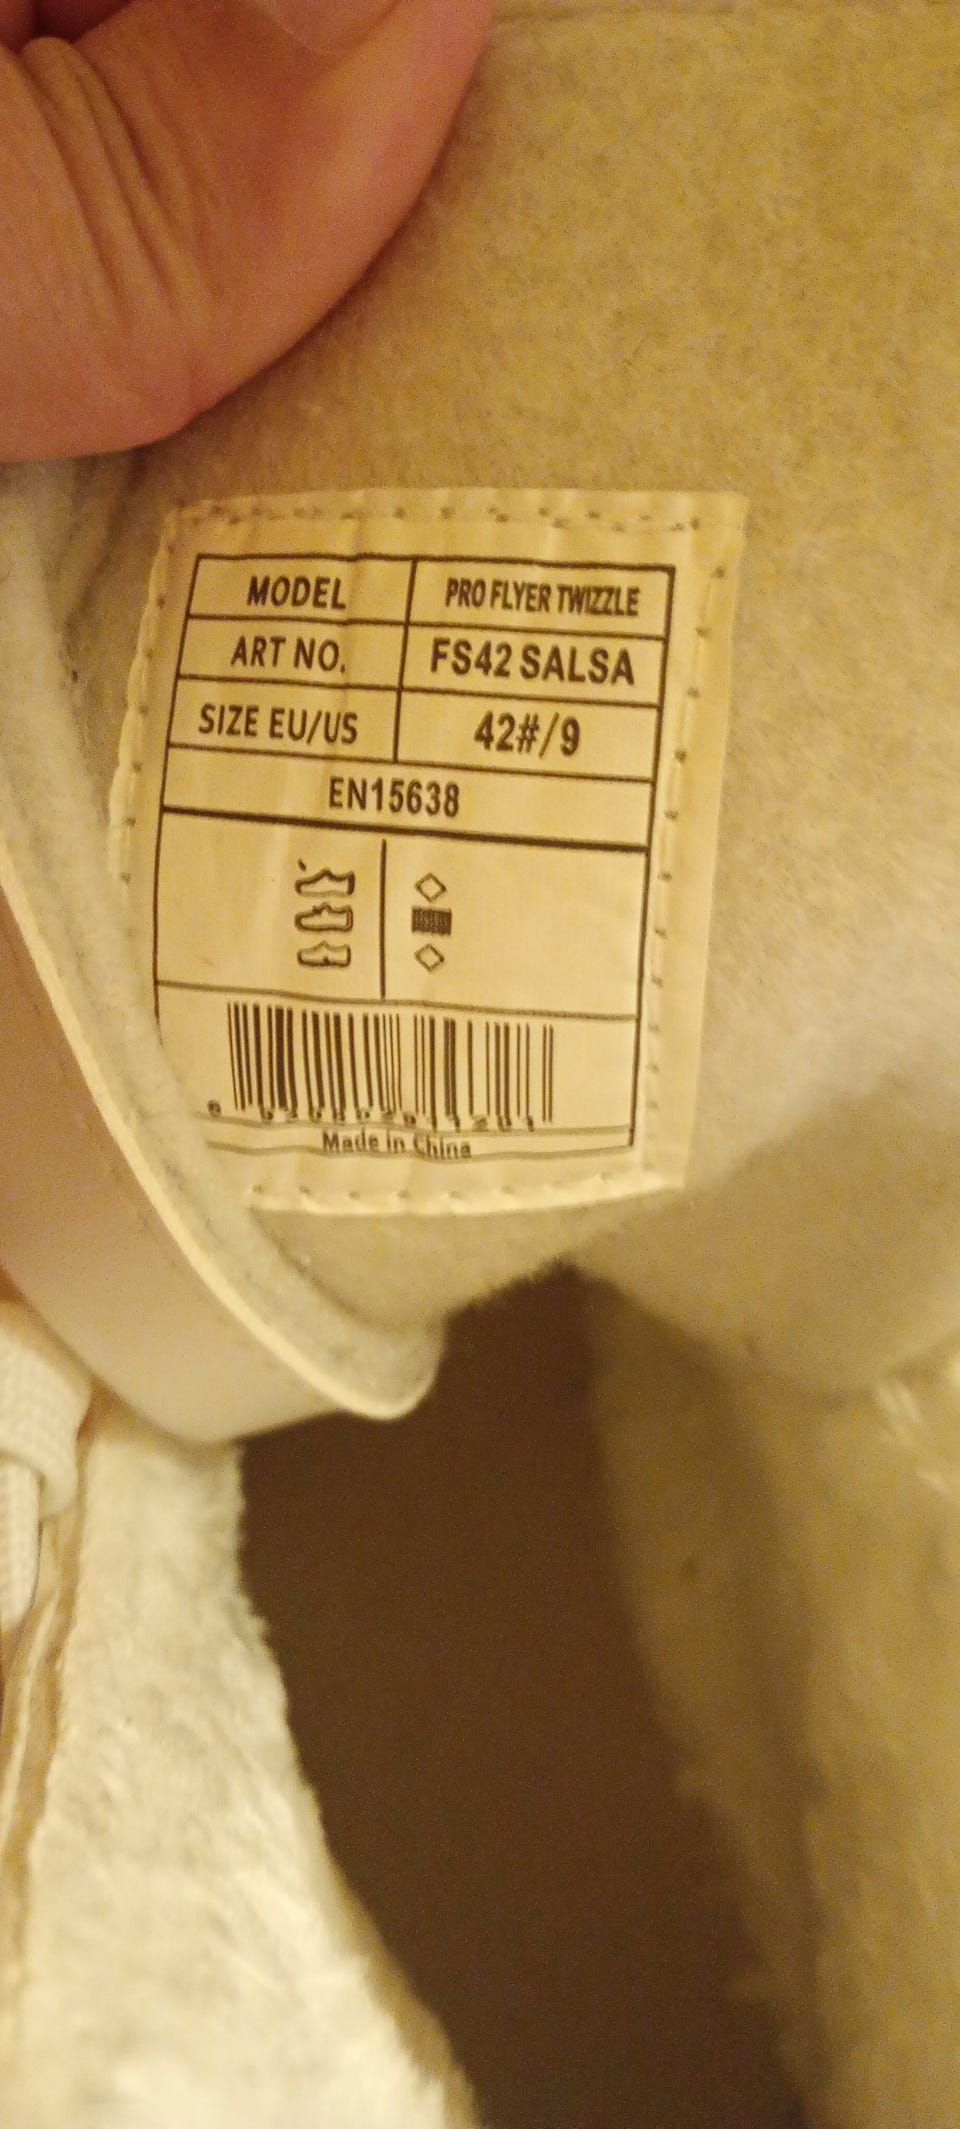 MODEL PRO FLYER TWIZZLE
ART NO. FS42 SALSA
SIZE EU/US 42#/9
EN15638
Made in China